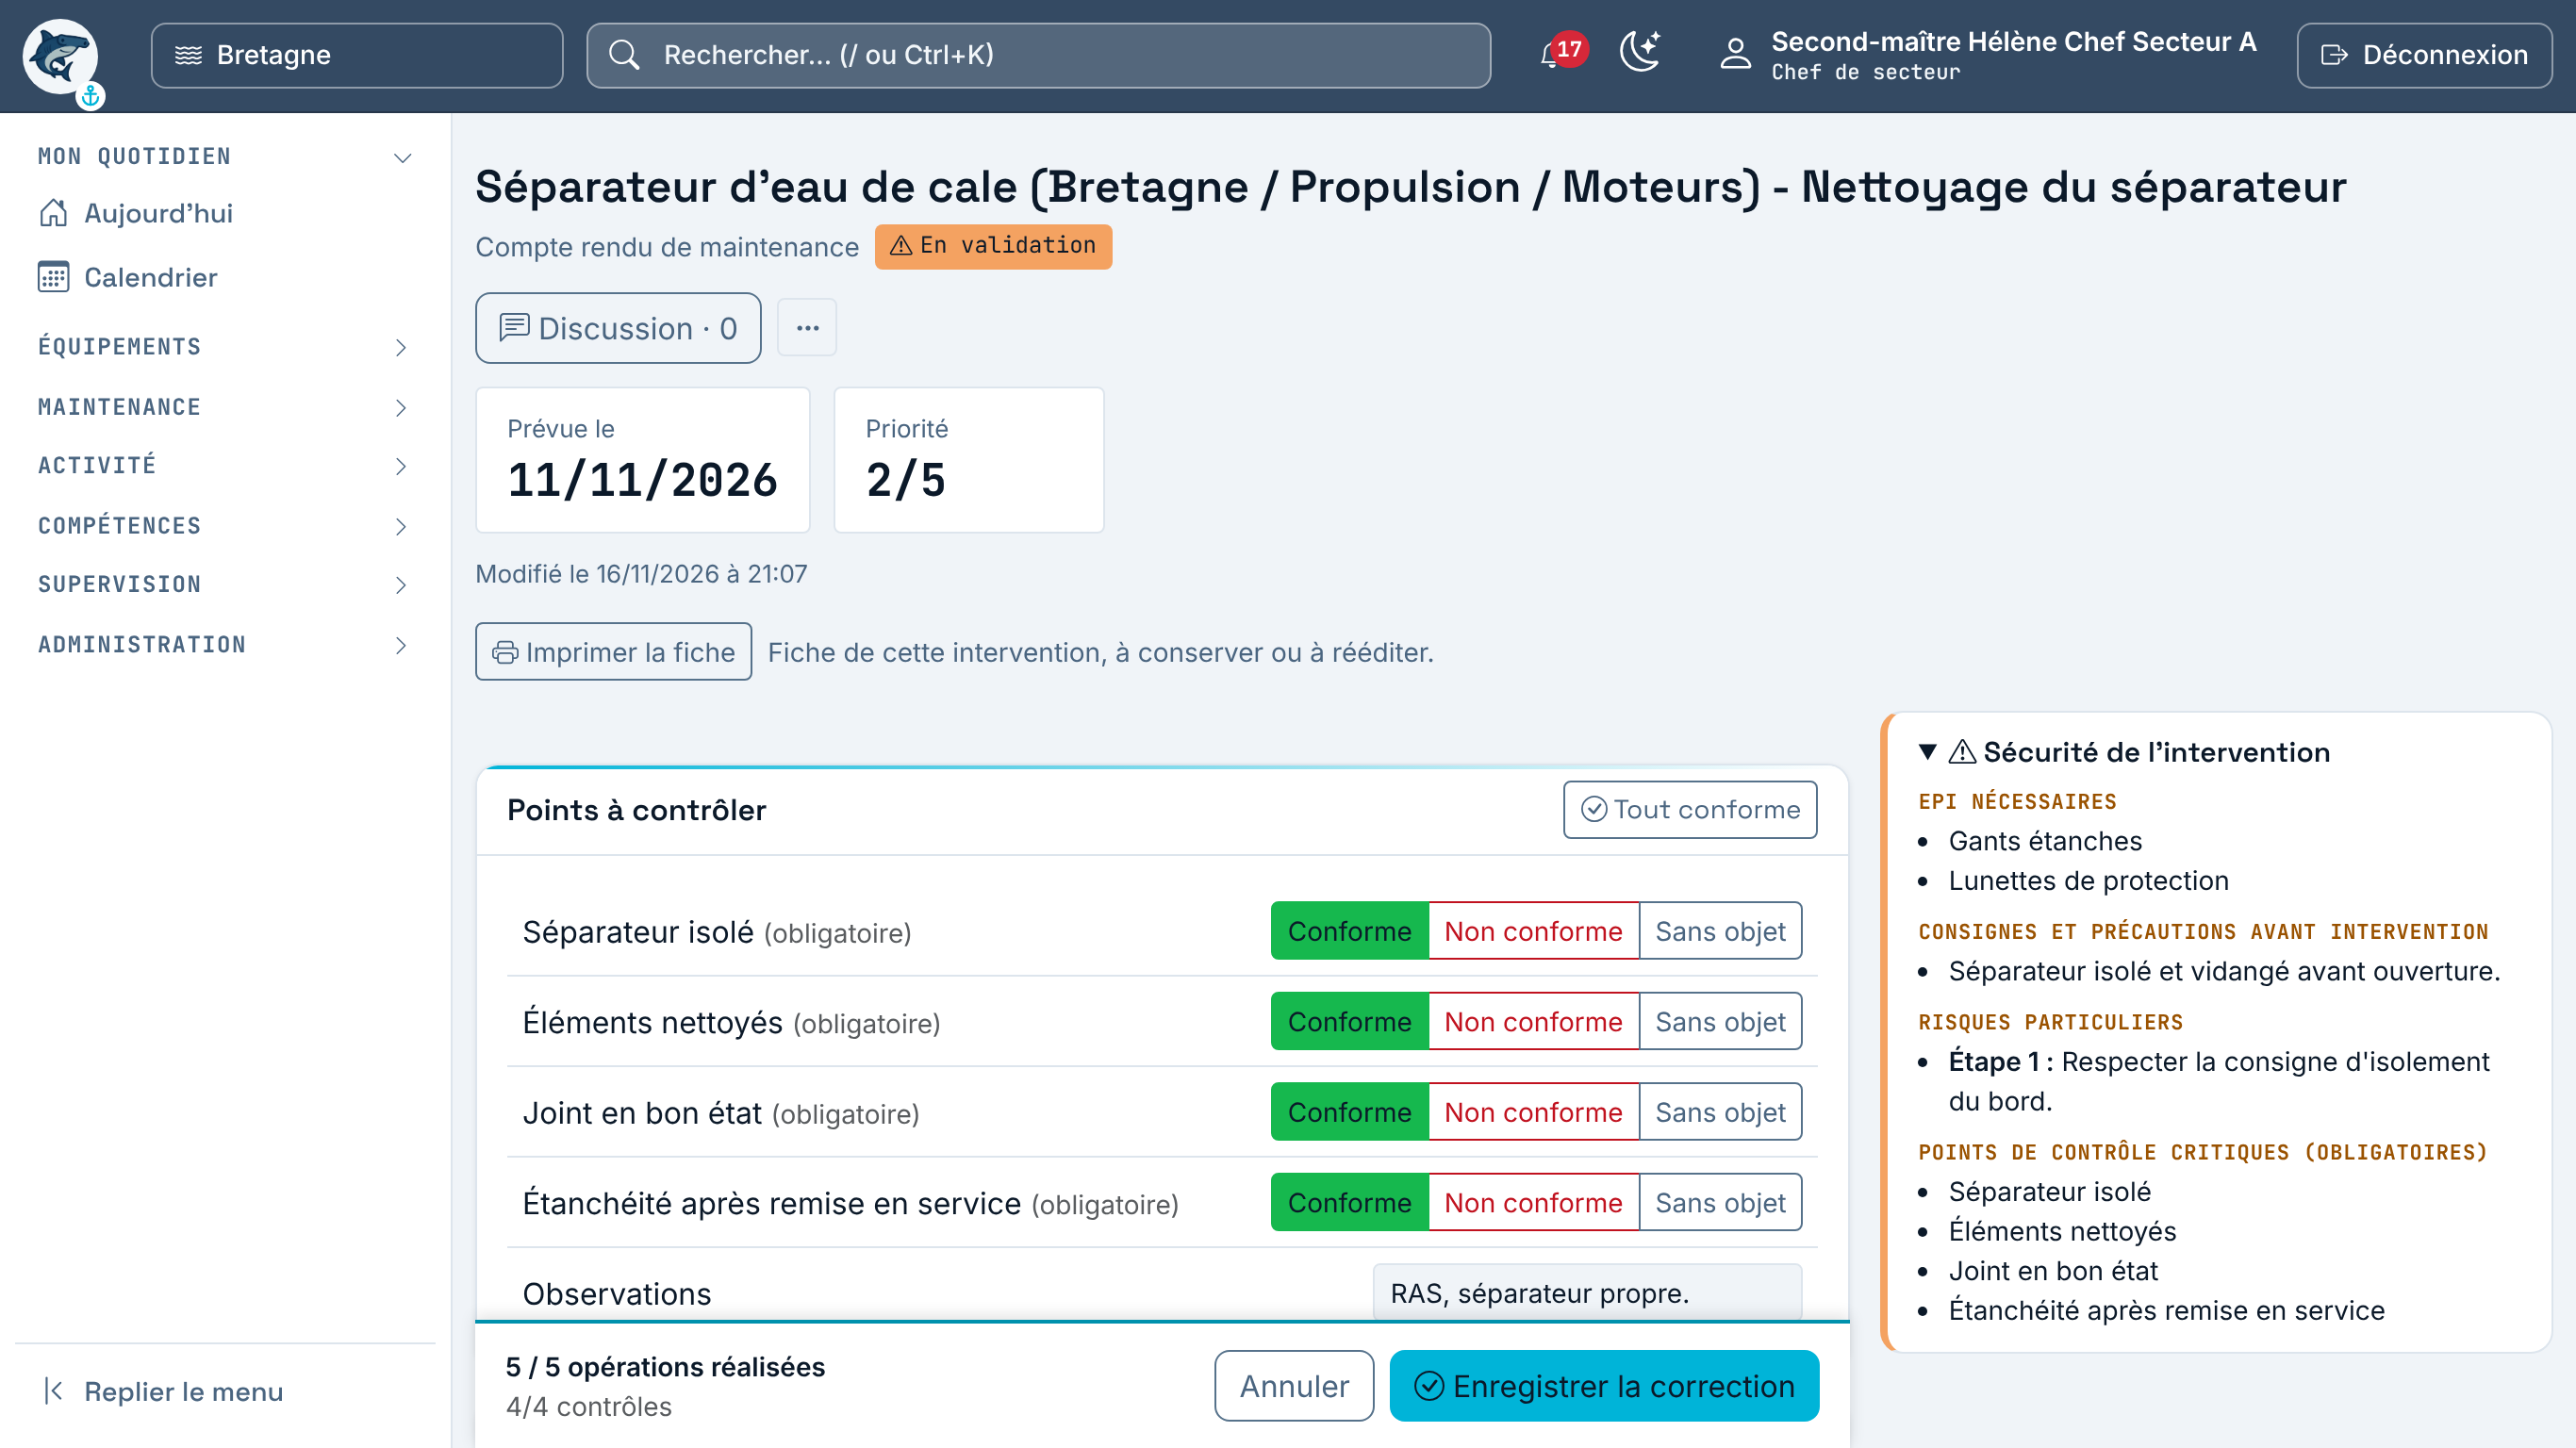 Bretagne
Rechercher... (/ ou Ctrl+K)
17
Second-maître Hélène Chef Secteur A
Chef de secteur
Déconnexion
MON QUOTIDIEN
Aujourd'hui
Calendrier
ÉQUIPEMENTS
MAINTENANCE
ACTIVITÉ
COMPÉTENCES
SUPERVISION
ADMINISTRATION
Replier le menu
Séparateur d'eau de cale (Bretagne / Propulsion / Moteurs) - Nettoyage du séparateur
Compte rendu de maintenance
En validation
Discussion · 0
...
Prévue le
11/11/2026
Priorité
2/5
Modifié le 16/11/2026 à 21:07
Imprimer la fiche
Fiche de cette intervention, à conserver ou à rééditer.
Points à contrôler
Tout conforme
Séparateur isolé (obligatoire)
Conforme Non conforme Sans objet
Éléments nettoyés (obligatoire)
Conforme Non conforme Sans objet
Joint en bon état (obligatoire)
Conforme Non conforme Sans objet
Étanchéité après remise en service (obligatoire)
Conforme Non conforme Sans objet
Observations
RAS, séparateur propre.
5 / 5 opérations réalisées
4/4 contrôles
Annuler
Enregistrer la correction
Sécurité de l'intervention
EPI NÉCESSAIRES
• Gants étanches
• Lunettes de protection
CONSIGNES ET PRÉCAUTIONS AVANT INTERVENTION
• Séparateur isolé et vidangé avant ouverture.
RISQUES PARTICULIERS
• Étape 1 : Respecter la consigne d'isolement
du bord.
POINTS DE CONTRÔLE CRITIQUES (OBLIGATOIRES)
• Séparateur isolé
• Éléments nettoyés
• Joint en bon état
• Étanchéité après remise en service